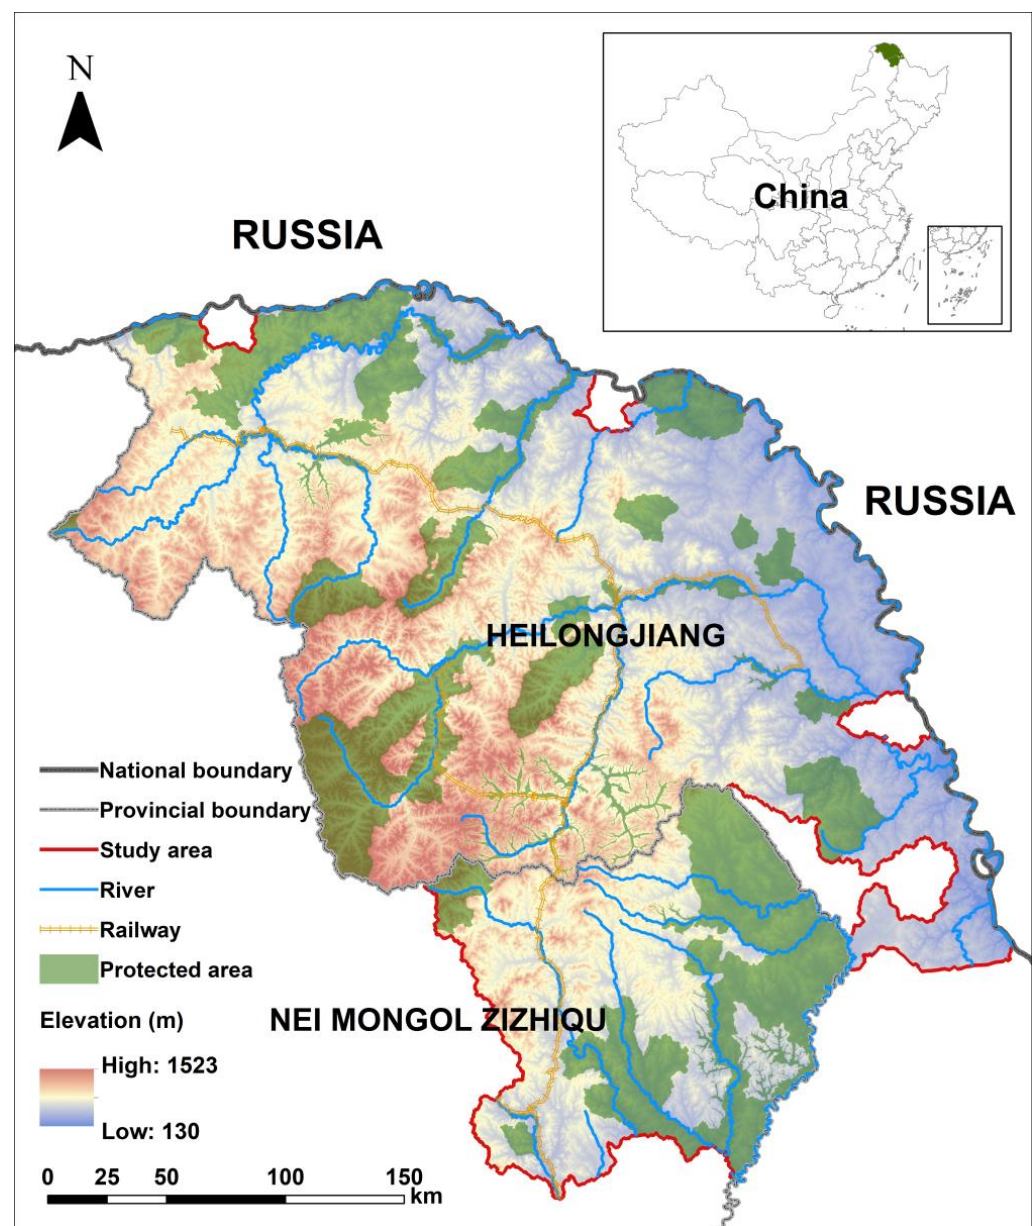 N
China
RUSSIA
RUSSIA
HEILONGJIANG
National boundary
Provincial boundary
Study area
River
Railway
Protected area
Elevation (m)
High: 1523
Low: 130
NEI MONGOL ZIZHIQU
0 25 50 100 150
km